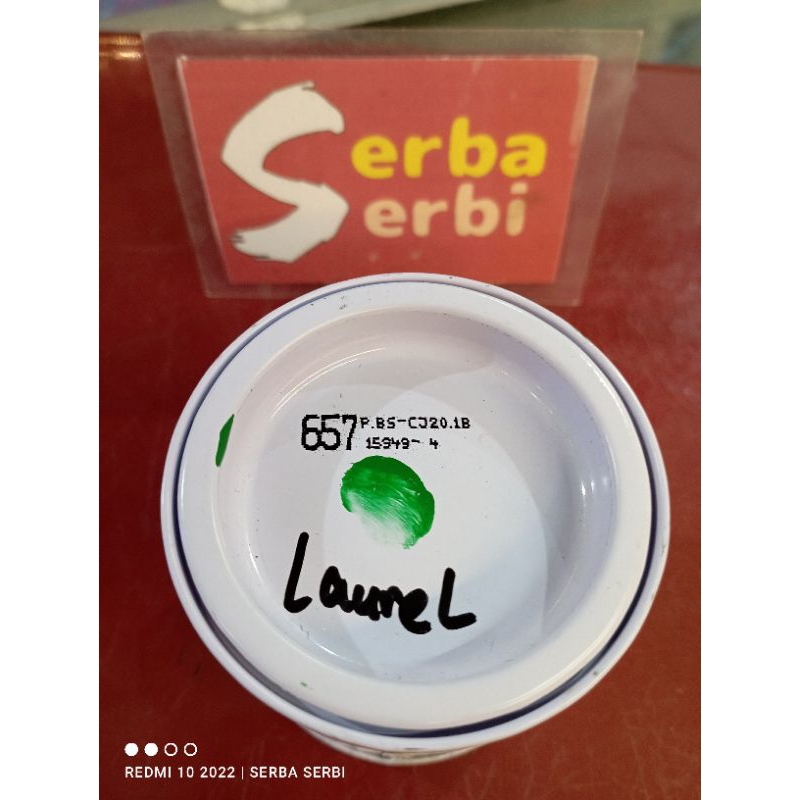 Serba
Serbi
657 P.BS-CJ20.1B
15949- 4
Laurel
REDMI 10 2022 | SERBA SERBI